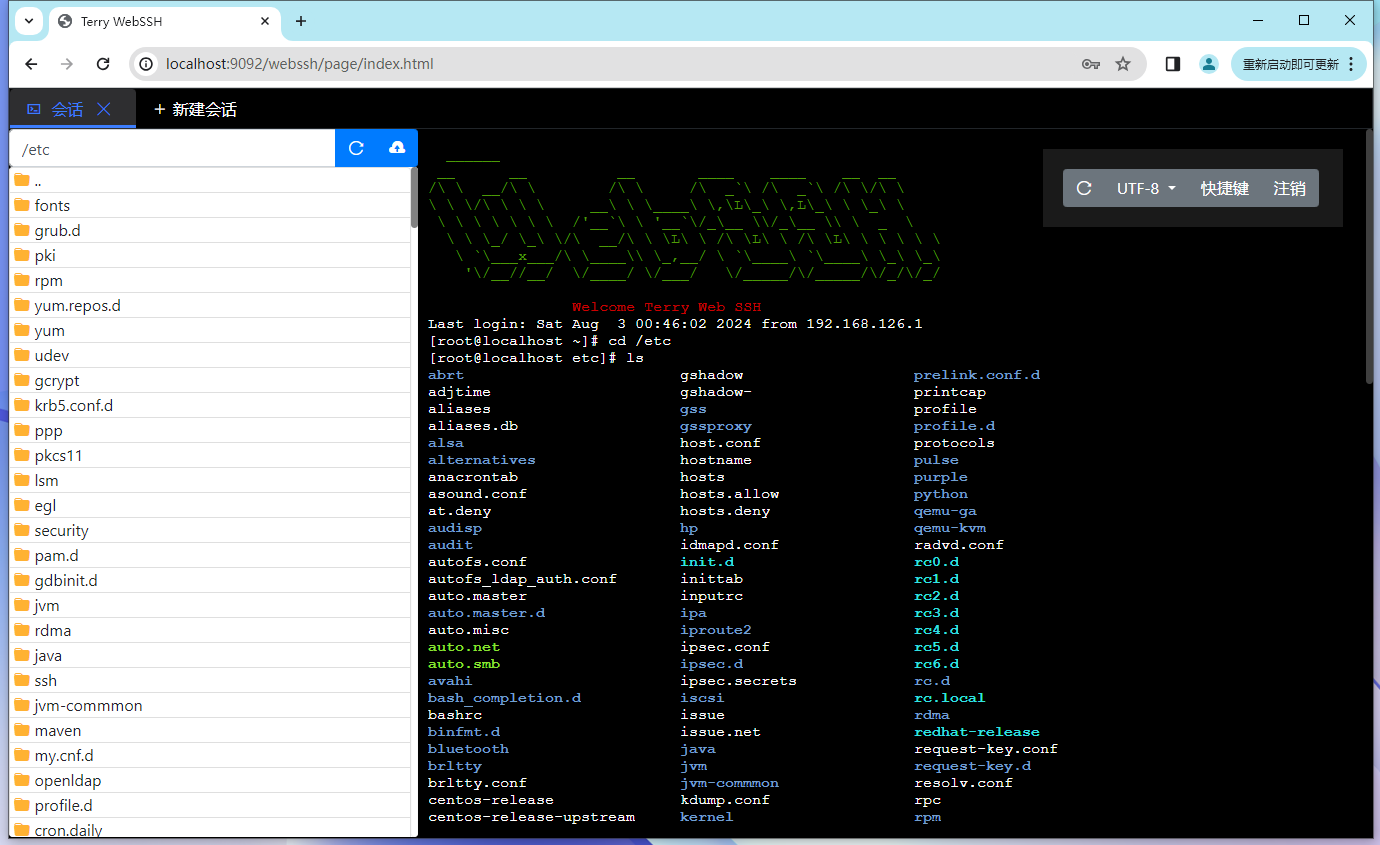 Terry WebSSH
localhost:9092/webssh/page/index.html
重新启动即可更新
会话
新建会话
/etc
..
fonts
grub.d
pki
rpm
yum.repos.d
yum
udev
gcrypt
krb5.conf.d
ppp
pkcs11
lsm
egl
security
pam.d
gdbinit.d
jvm
rdma
java
ssh
jvm-commmon
maven
my.cnf.d
openldap
profile.d
cron.daily
UTF-8 快捷键 注销
Welcome Terry Web SSH
Last login: Sat Aug  3 00:46:02 2024 from 192.168.126.1
[root@localhost ~]# cd /etc
[root@localhost etc]# ls
abrt gshadow prelink.conf.d
adjtime gshadow- printcap
aliases gss profile
aliases.db gssproxy profile.d
alsa host.conf protocols
alternatives hostname pulse
anacrontab hosts purple
asound.conf hosts.allow python
at.deny hosts.deny qemu-ga
audisp hp qemu-kvm
audit idmapd.conf radvd.conf
autofs.conf init.d rc0.d
autofs_ldap_auth.conf inittab rc1.d
auto.master inputrc rc2.d
auto.master.d ipa rc3.d
auto.misc iproute2 rc4.d
auto.net ipsec.conf rc5.d
auto.smb ipsec.d rc6.d
avahi ipsec.secrets rc.d
bash_completion.d iscsi rc.local
bashrc issue rdma
binfmt.d issue.net redhat-release
bluetooth java request-key.conf
brltty jvm request-key.d
brltty.conf jvm-commmon resolv.conf
centos-release kdump.conf rpc
centos-release-upstream kernel rpm